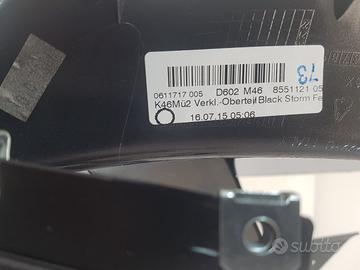 73
0611717 005 D602 M46 8551121 05
K46Mü2 Verkl.-Oberteil Black Storm Fe
16.07.15 05:06
subito